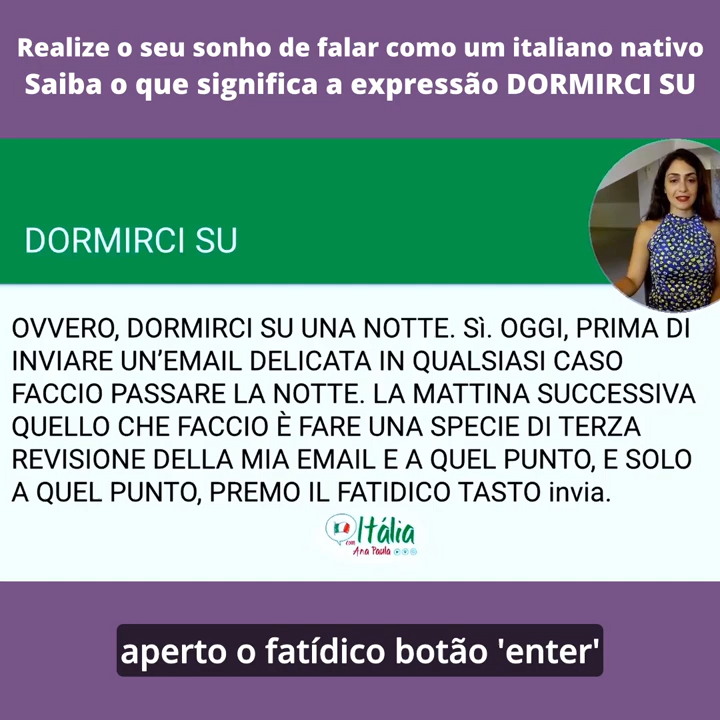 Realize o seu sonho de falar como um italiano nativo
Saiba o que significa a expressão DORMIRCI SU
DORMIRCI SU
OVVERO, DORMIRCI SU UNA NOTTE. Sì. OGGI, PRIMA DI
INVIARE UN’EMAIL DELICATA IN QUALSIASI CASO
FACCIO PASSARE LA NOTTE. LA MATTINA SUCCESSIVA
QUELLO CHE FACCIO È FARE UNA SPECIE DI TERZA
REVISIONE DELLA MIA EMAIL E A QUEL PUNTO, E SOLO
A QUEL PUNTO, PREMO IL FATIDICO TASTO invia.
Itália
com
Ana Paula
aperto o fatídico botão 'enter'